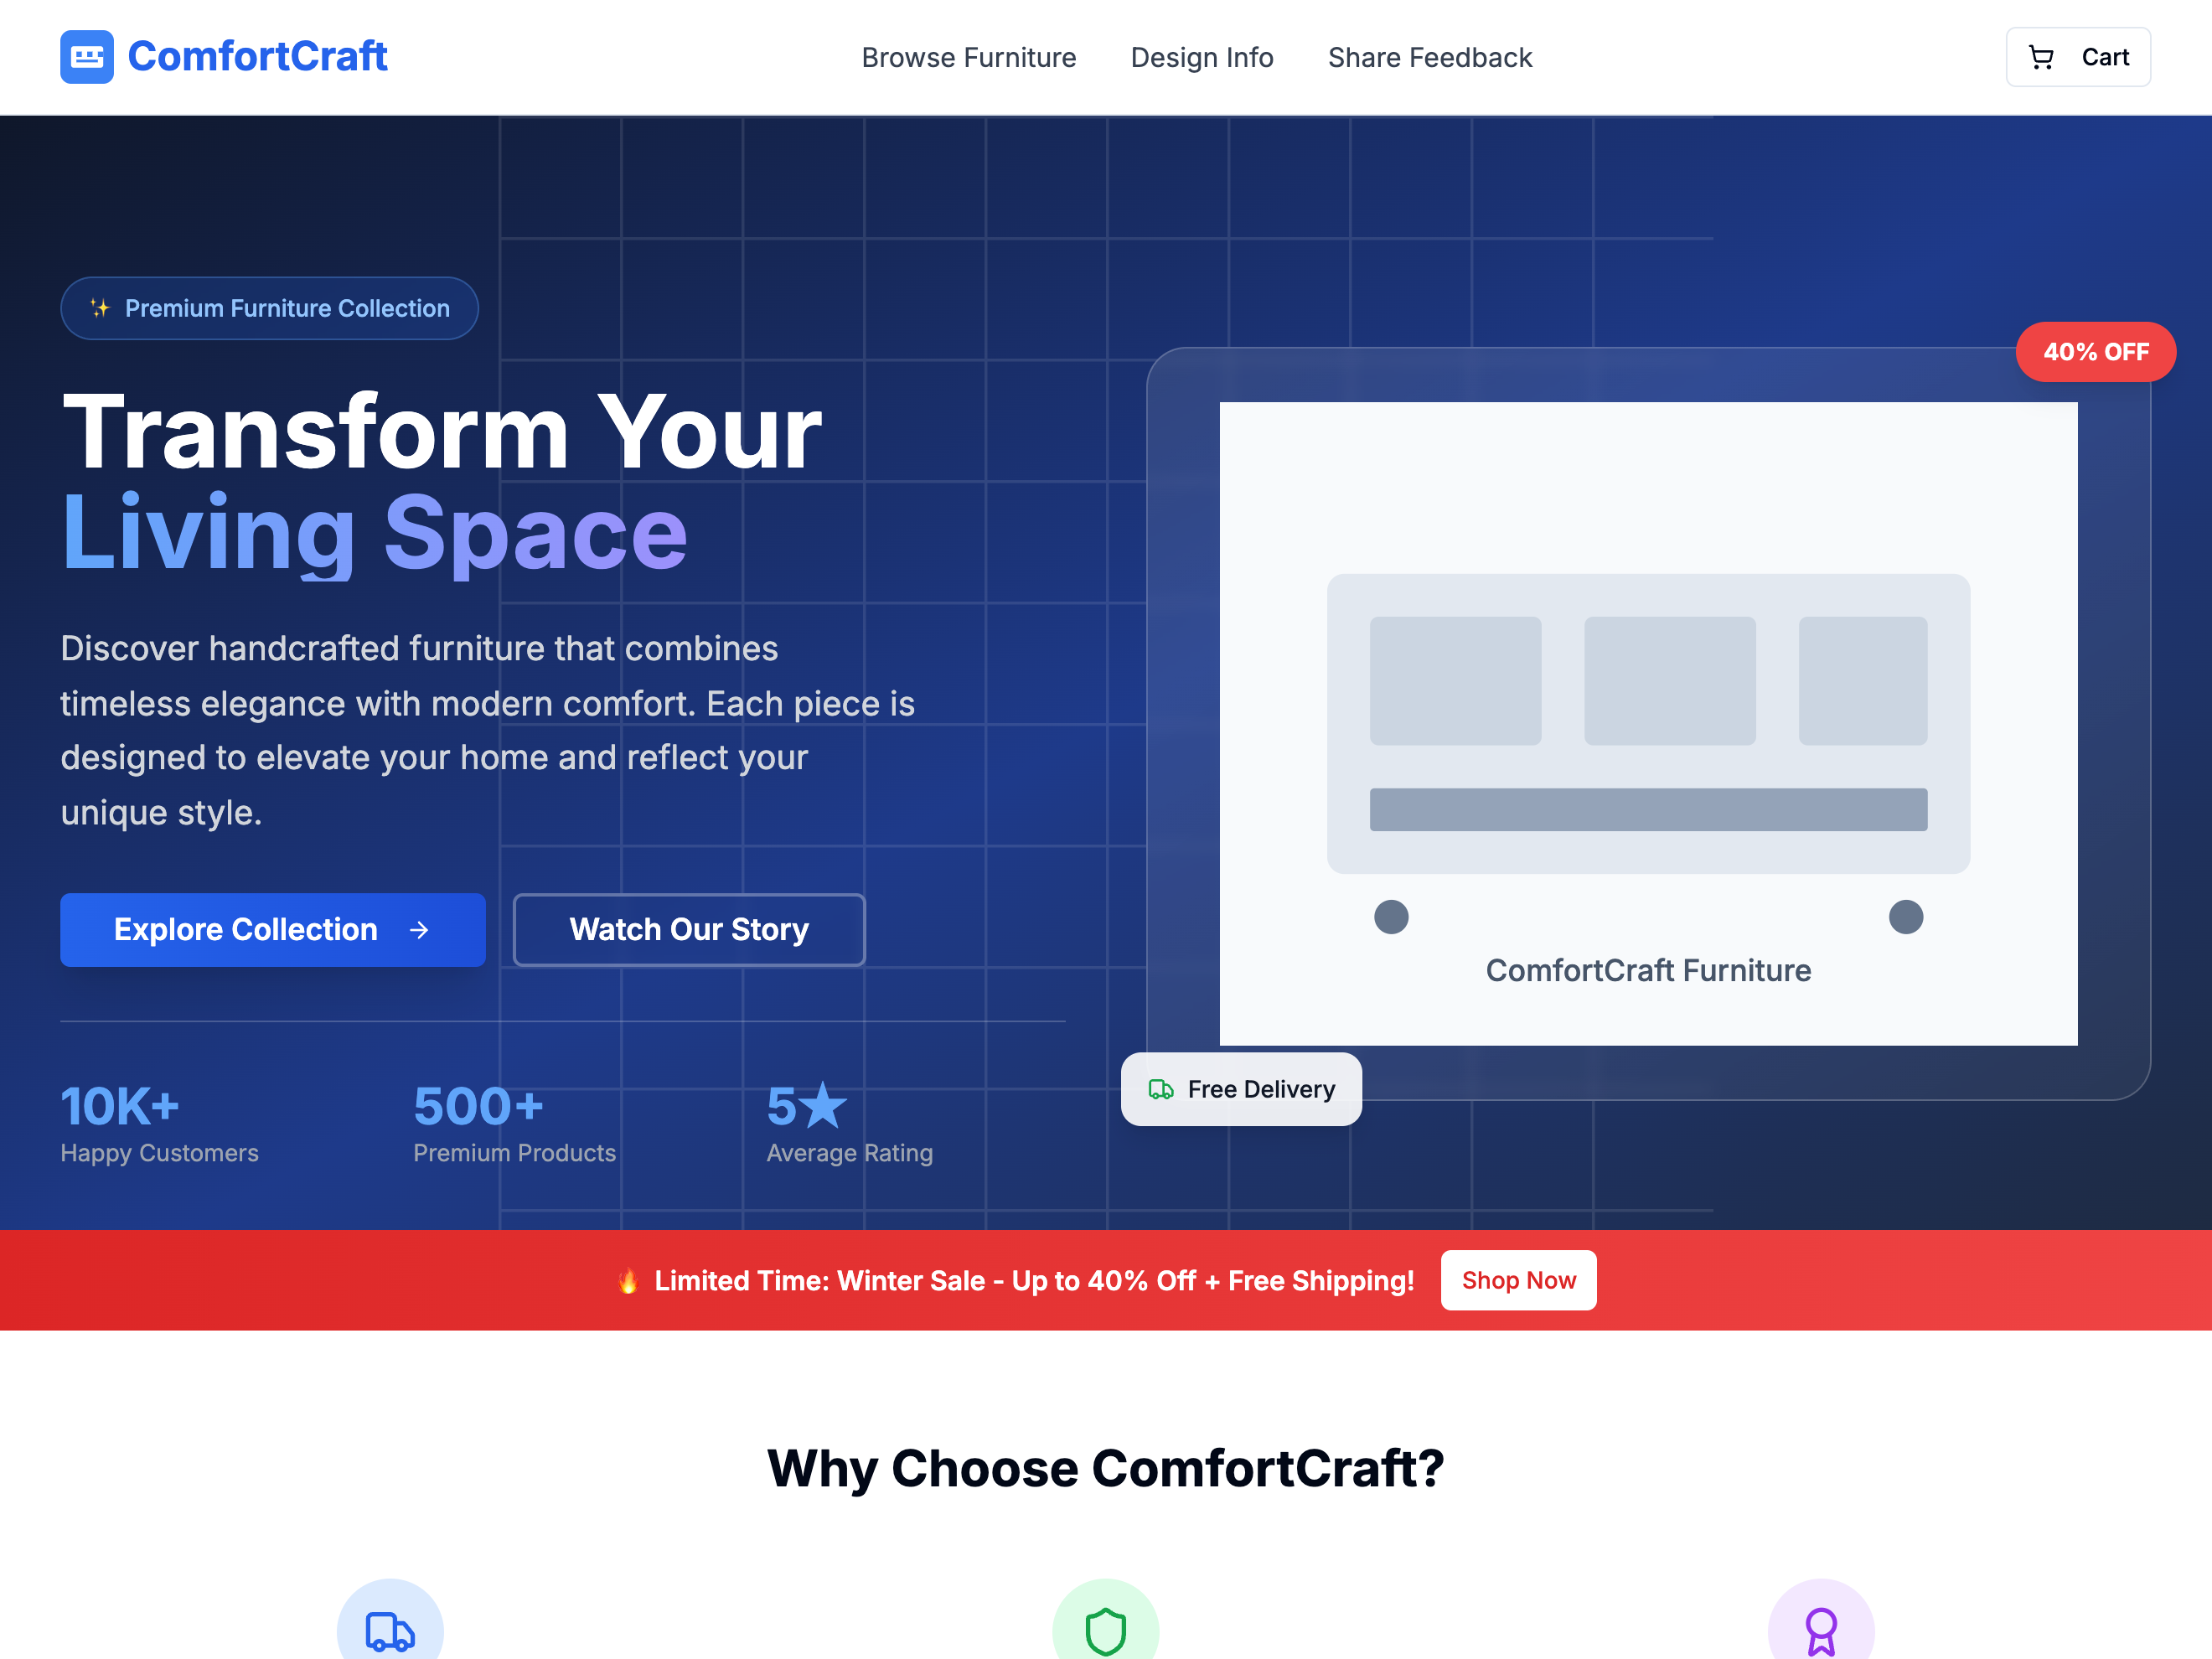 ComfortCraft
Browse Furniture
Design Info
Share Feedback
Cart
✨ Premium Furniture Collection
Transform Your
Living Space
Discover handcrafted furniture that combines
timeless elegance with modern comfort. Each piece is
designed to elevate your home and reflect your
unique style.
Explore Collection →
Watch Our Story
10K+
Happy Customers
500+
Premium Products
5★
Average Rating
40% OFF
ComfortCraft Furniture
Free Delivery
🔥 Limited Time: Winter Sale - Up to 40% Off + Free Shipping!
Shop Now
Why Choose ComfortCraft?